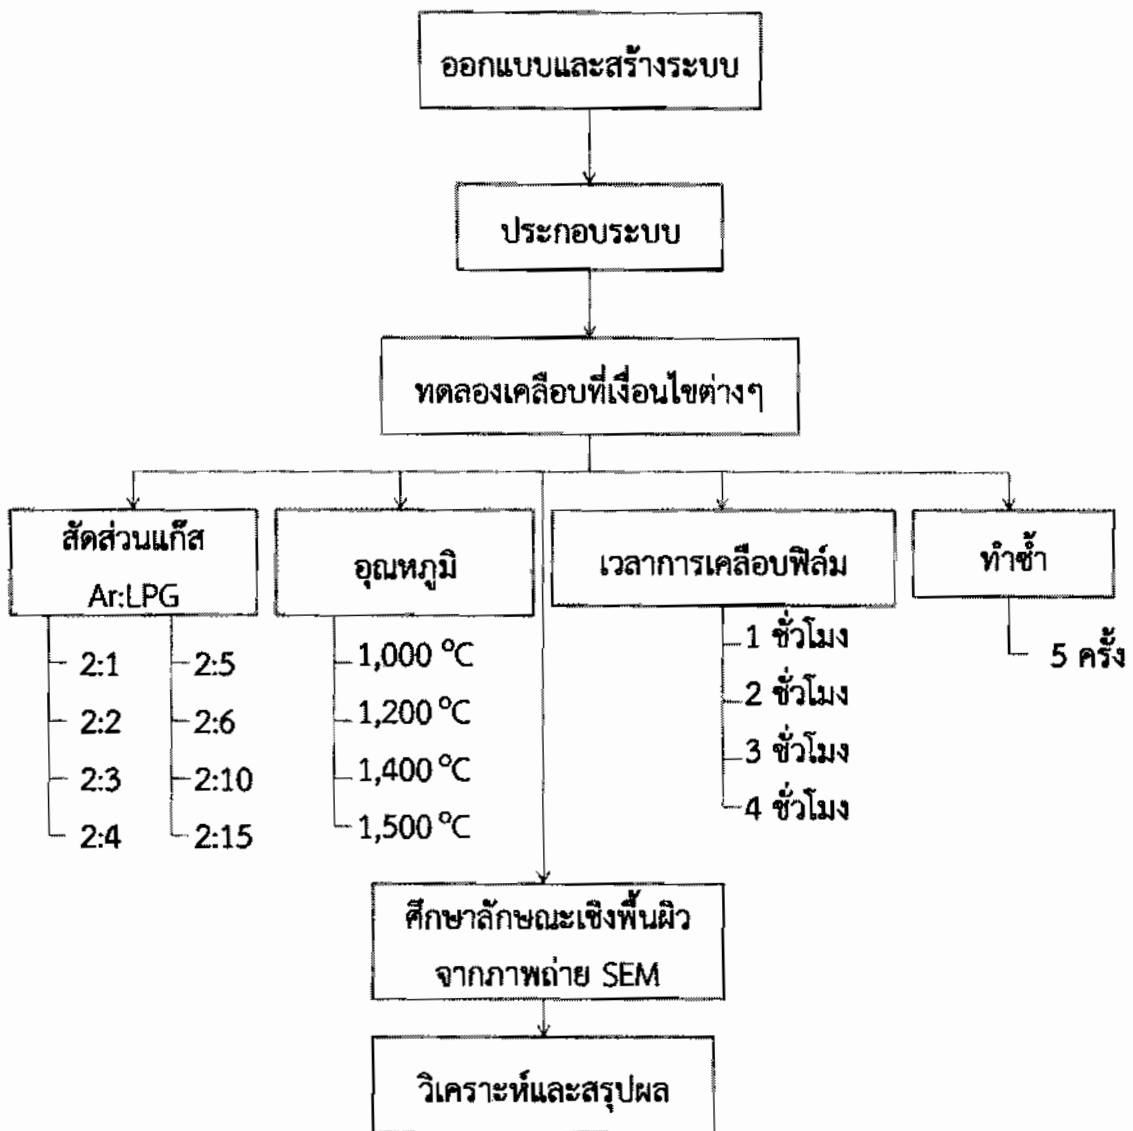 ออกแบบและสร้างระบบ
ประกอบระบบ
ทดลองเคลือบที่เงื่อนไขต่างๆ
สัดส่วนแก๊ส
Ar:LPG
2:1
2:2
2:3
2:4
2:5
2:6
2:10
2:15
อุณหภูมิ
1,000 °C
1,200 °C
1,400 °C
1,500 °C
เวลาการเคลือบฟิล์ม
1 ชั่วโมง
2 ชั่วโมง
3 ชั่วโมง
4 ชั่วโมง
ทำซ้ำ
5 ครั้ง
ศึกษาลักษณะเชิงพื้นผิว
จากภาพถ่าย SEM
วิเคราะห์และสรุปผล